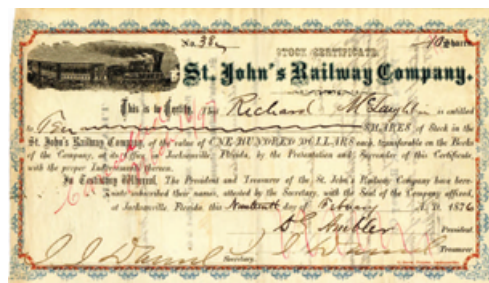 No. 38 10 Shares
STOCK CERTIFICATE
St. John's Railway Company.
This is to Certify, That Richard McLaughlin is entitled
to Ten SHARES of Stock in the
St. John's Railway Company, of the value of ONE HUNDRED DOLLARS each, transferable on the Books
of the Company, at its office in Jacksonville, Florida, by the Presentation and Surrender of this Certificate,
with the proper Indorsement thereon.
In Testimony Whereof, The President and Treasurer of the St. John's Railway Company have here-
unto subscribed their names, attested by the Secretary, with the Seal of the Company affixed,
at Jacksonville, Florida, this Nineteenth day of February A. D. 1876
D G Ambler President.
Treasurer.
J J Daniel Secretary.